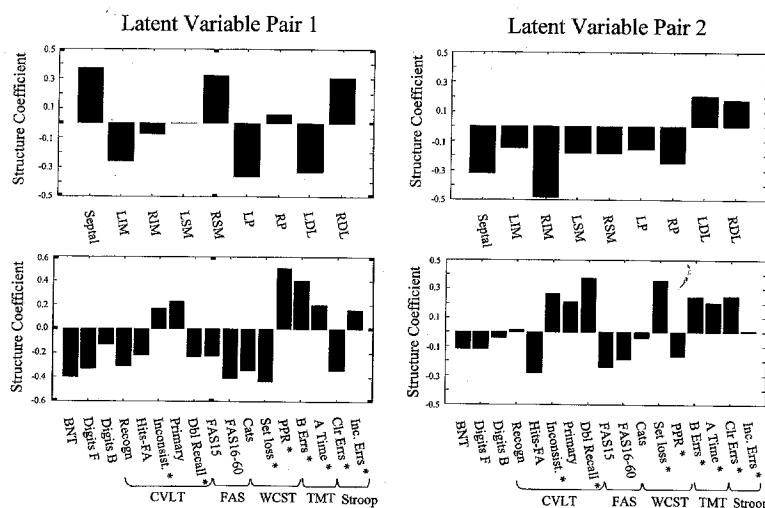 Latent Variable Pair 1
Structure Coefficient
0.5
0.3
0.1
-0.1
-0.3
-0.5
Septal
LIM
RIM
LSM
RSM
LP
RP
LDL
RDL
Structure Coefficient
0.6
0.4
0.2
0.0
-0.2
-0.4
-0.6
BNT
Digits F
Digits B
Recogn
Hits-FA
Inconsist. *
Primary
Dbl Recall *
FAS15
FAS16-60
Cats
Set loss *
PPR *
B Errs *
A Time *
Clr Errs *
Inc. Errs *
CVLT
FAS
WCST
TMT
Stroop
Latent Variable Pair 2
Structure Coefficient
0.5
0.3
0.1
-0.1
-0.3
-0.5
Septal
LIM
RIM
LSM
RSM
LP
RP
LDL
RDL
Structure Coefficient
0.5
0.3
0.1
-0.1
-0.3
-0.5
BNT
Digits F
Digits B
Recogn
Hits-FA
Inconsist. *
Primary
Dbl Recall *
FAS15
FAS16-60
Cats
Set loss *
PPR *
B Errs *
A Time *
Clr Errs *
Inc. Errs *
CVLT
FAS
WCST
TMT
Stroop